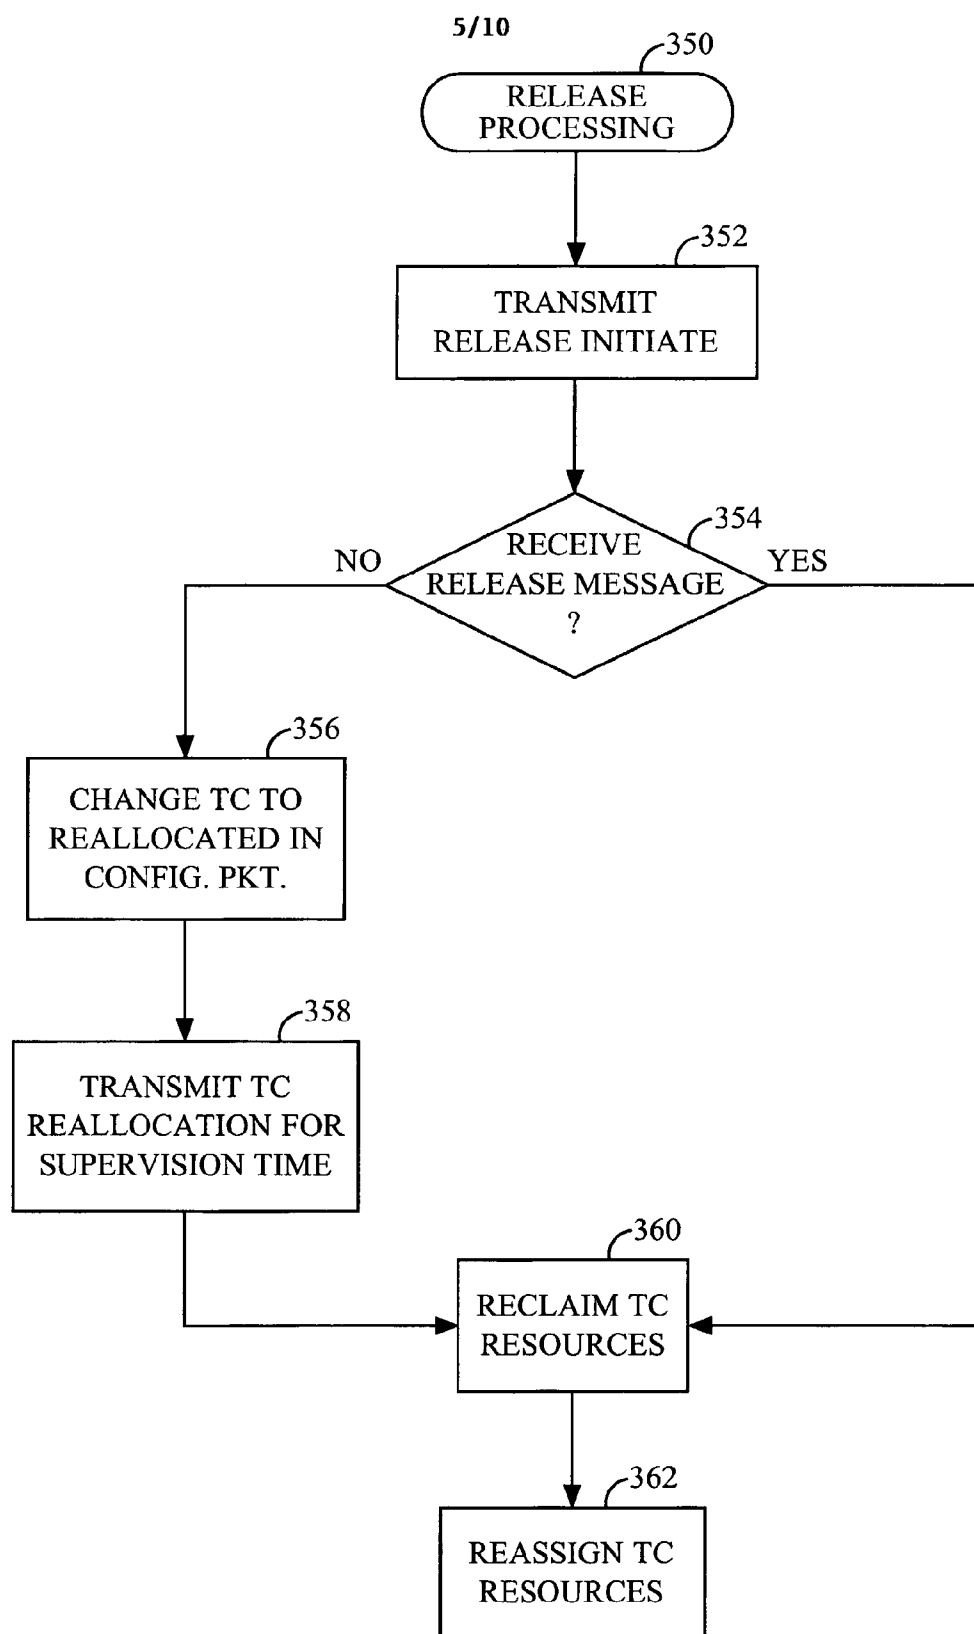 5/10
350
RELEASE
PROCESSING
352
TRANSMIT
RELEASE INITIATE
354
NO
RECEIVE
RELEASE MESSAGE
?
YES
356
CHANGE TC TO
REALLOCATED IN
CONFIG. PKT.
358
TRANSMIT TC
REALLOCATION FOR
SUPERVISION TIME
360
RECLAIM TC
RESOURCES
362
REASSIGN TC
RESOURCES